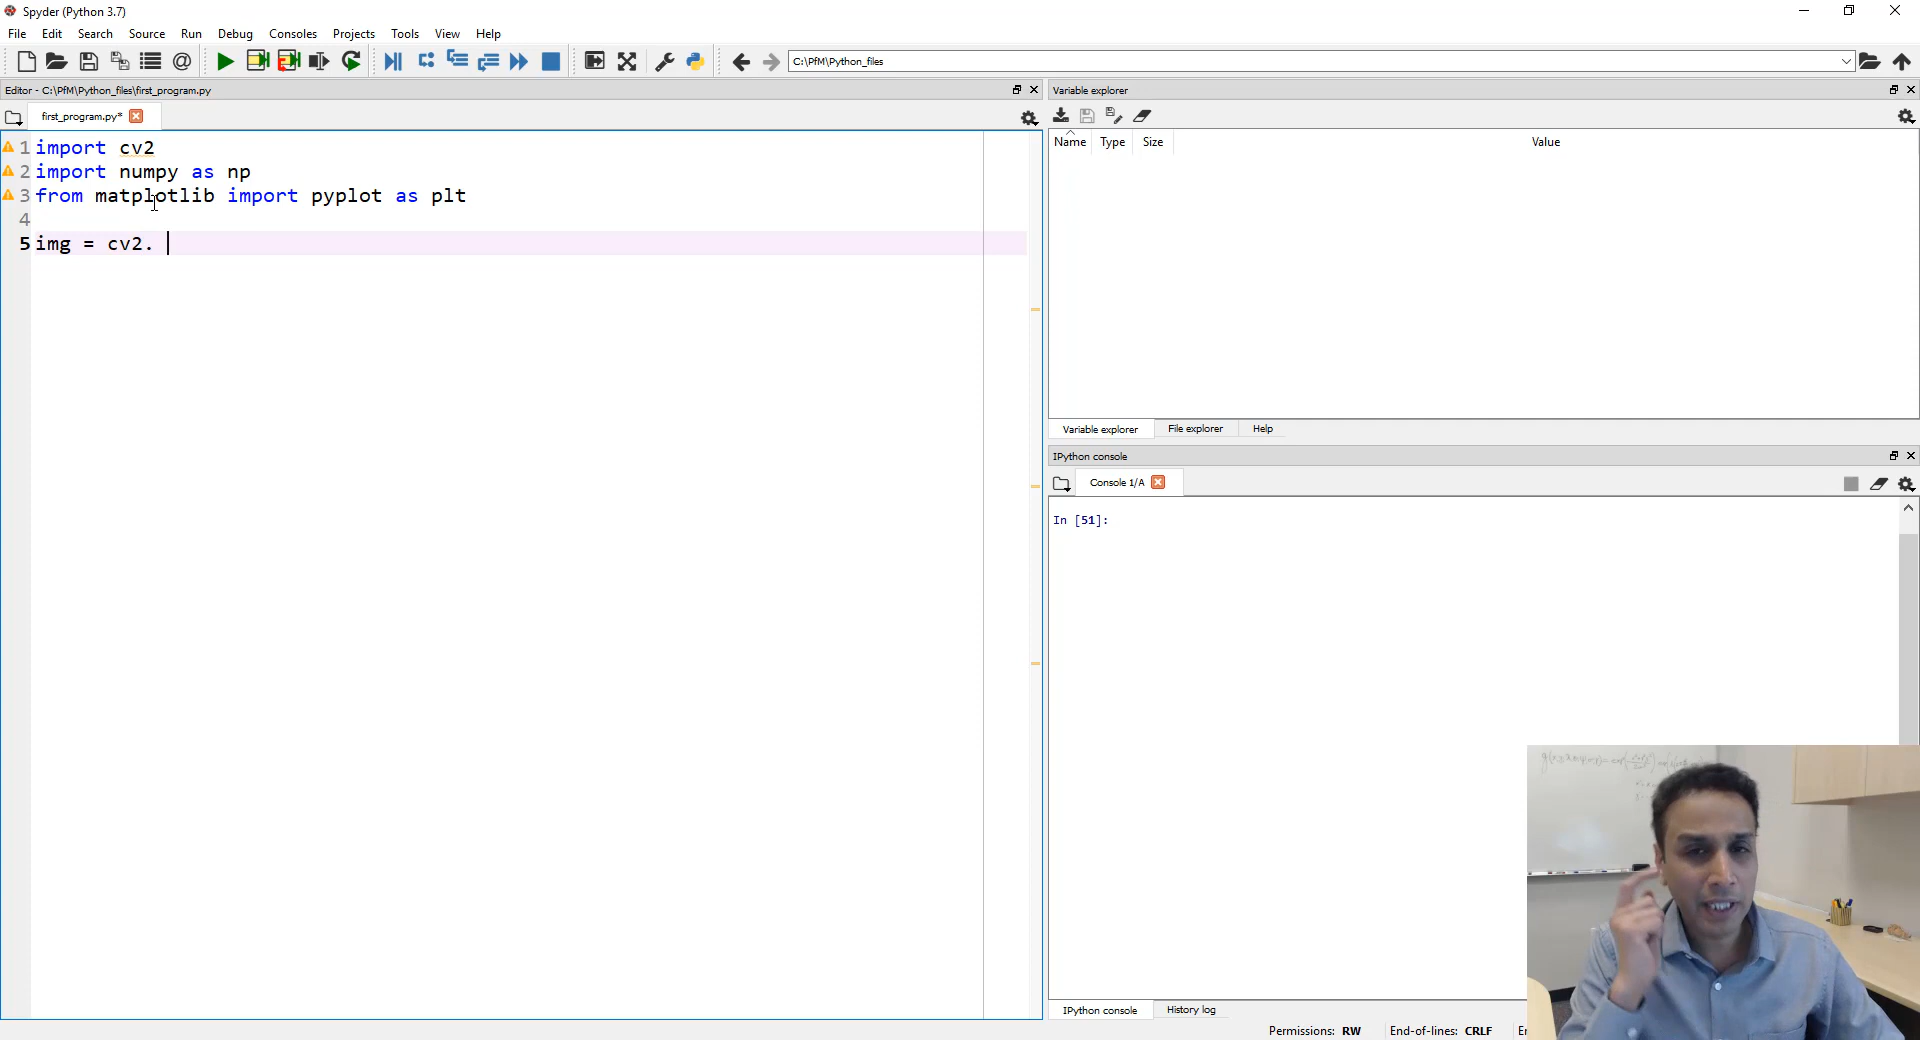 Spyder (Python 3.7)
File Edit Search Source Run Debug Consoles Projects Tools View Help
C:\PfM\Python_files
Editor - C:\PfM\Python_files\first_program.py
Variable explorer
first_program.py*
Name Type Size Value
1 import cv2
2 import numpy as np
3 from matplotlib import pyplot as plt
4
5 img = cv2.
Variable explorer File explorer Help
IPython console
Console 1/A
In [51]:
IPython console History log
Permissions: RW End-of-lines: CRLF